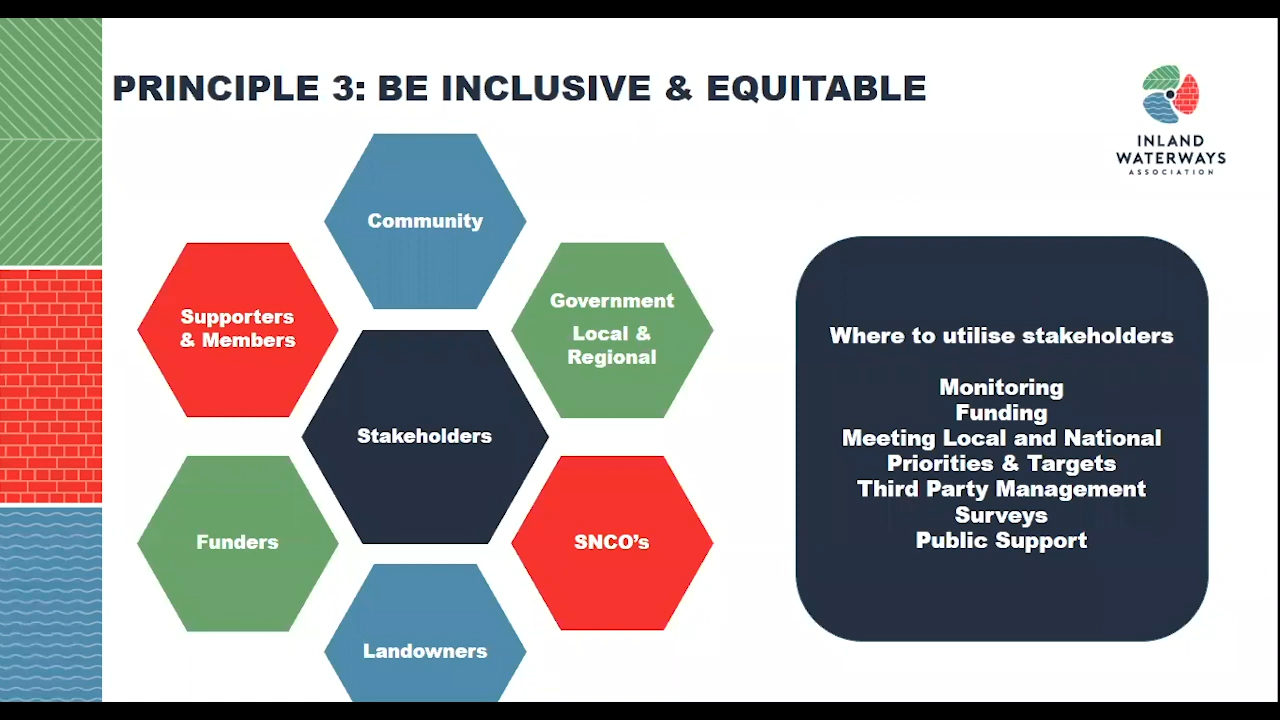 PRINCIPLE 3: BE INCLUSIVE & EQUITABLE
INLAND
WATERWAYS
ASSOCIATION
Community
Supporters
& Members
Government
Local &
Regional
Stakeholders
Funders
SNCO’s
Landowners
Where to utilise stakeholders
Monitoring
Funding
Meeting Local and National
Priorities & Targets
Third Party Management
Surveys
Public Support